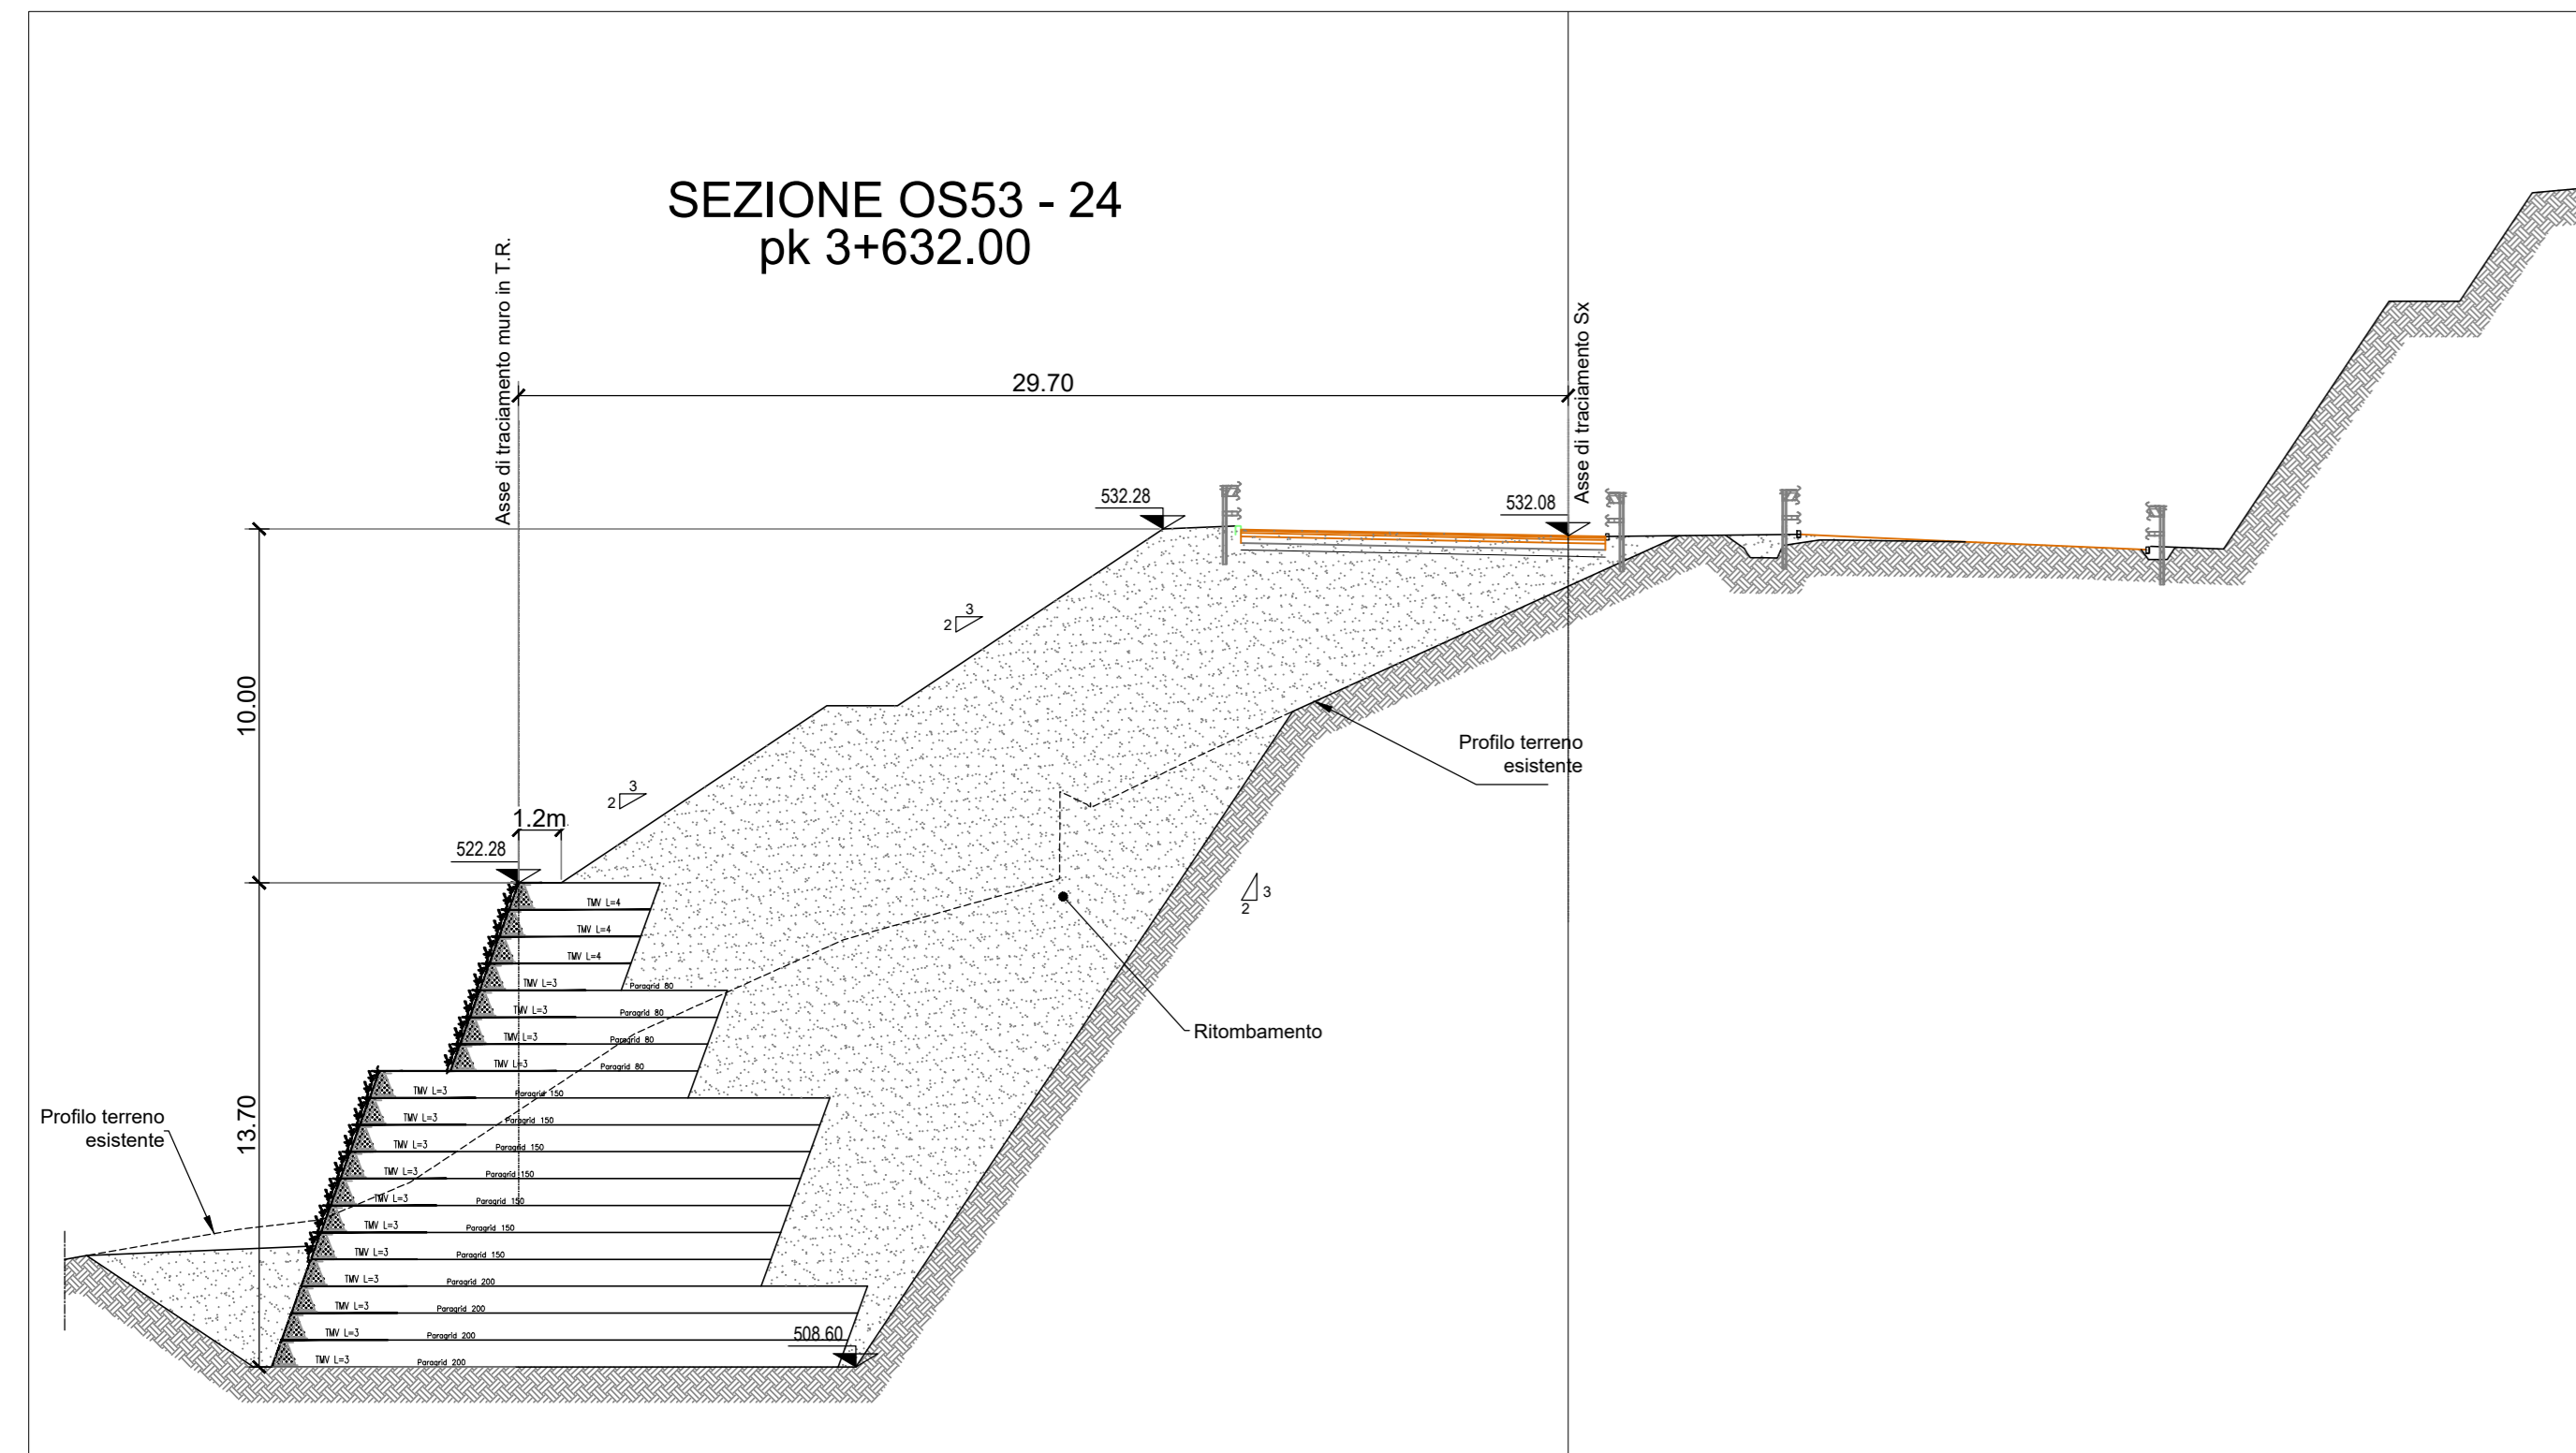 SEZIONE OS53 - 24
pk 3+632.00
Asse di traciamento muro in T.R.
Asse di traciamento Sx
29.70
532.28
532.08
10.00
3
2
3
2
1.2m
522.28
Profilo terreno
esistente
3
2
Ritombamento
13.70
Profilo terreno
esistente
TMV L=4
TMV L=4
TMV L=4
TMV L=3 Paragrid 80
TMV L=3 Paragrid 80
TMV L=3 Paragrid 80
TMV L=3 Paragrid 80
TMV L=3 Paragrid 150
TMV L=3 Paragrid 150
TMV L=3 Paragrid 150
TMV L=3 Paragrid 150
TMV L=3 Paragrid 150
TMV L=3 Paragrid 150
TMV L=3 Paragrid 150
TMV L=3 Paragrid 200
TMV L=3 Paragrid 200
TMV L=3 Paragrid 200
TMV L=3 Paragrid 200
508.60